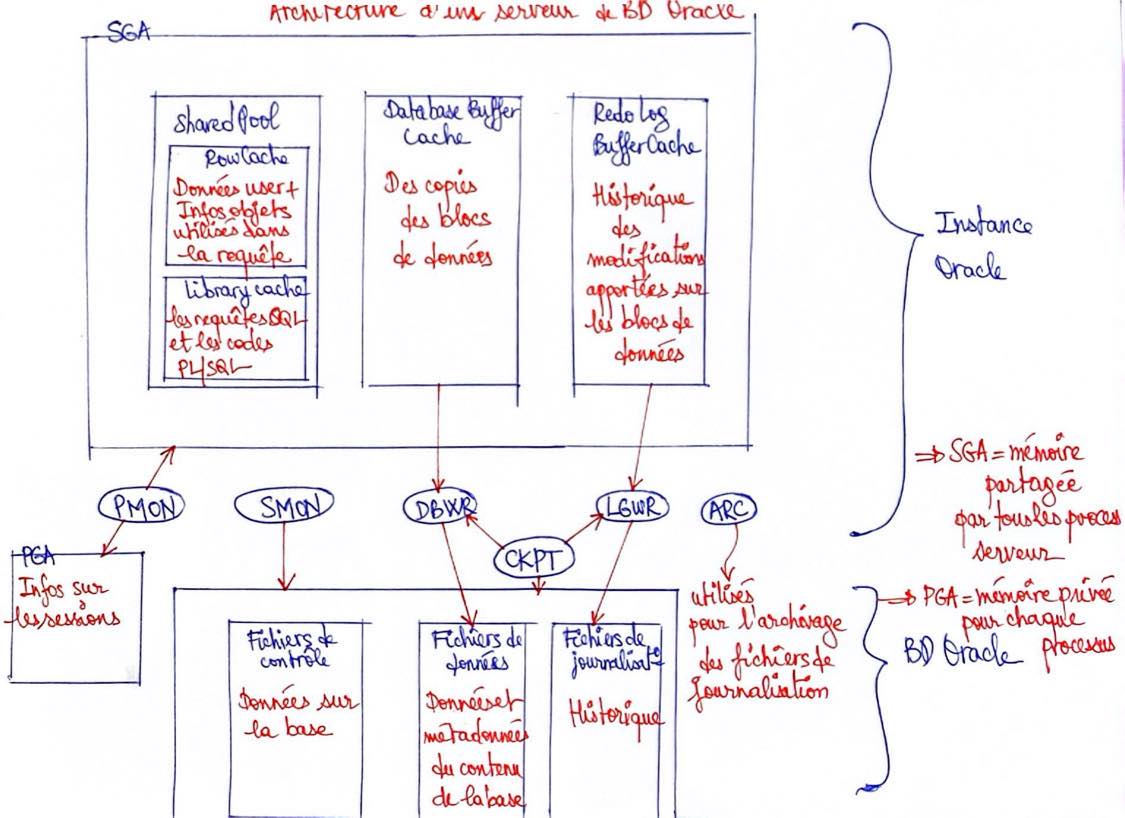 Architecture d'un serveur de BD Oracle
SGA
Shared Pool
Row Cache
Données user+
Infos objets
utilisés dans
la requête
Library cache
les requêtes SQL
et les codes
PL/SQL
Database Buffer
Cache
Des copies
des blocs
de données
Redo Log
Buffer Cache
Historique
des
modifications
apportées sur
les blocs de
données
Instance
Oracle
=> SGA = mémoire
partagée
par tous les process
serveur
PMON
SMON
DBWR
LGWR
ARC
CKPT
PGA
Infos sur
les sessions
Fichiers de
contrôle
Données sur
la base
Fichiers de
données
Données et
métadonnées
du contenu
de la base
Fichiers de
journalisat°
Historique
utilisés
pour l'archivage
des fichiers de
Journalisation
=> PGA = mémoire privée
pour chaque
processus
BD Oracle